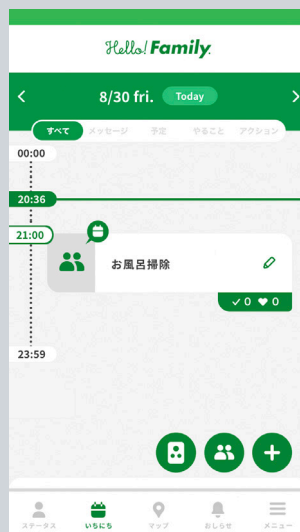 Hello! Family.
8/30 fri. Today
すべて メッセージ 予定 やること アクション
00:00
20:36
21:00
お風呂掃除
0 0
23:59
ステータス いちにち マップ おしらせ メニュー